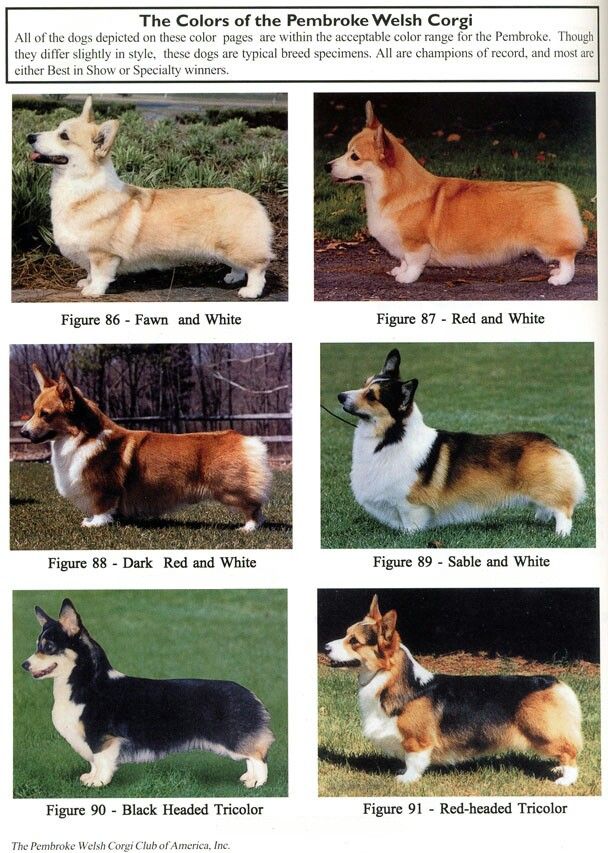 The Colors of the Pembroke Welsh Corgi
All of the dogs depicted on these color pages are within the acceptable color range for the Pembroke. Though
they differ slightly in style, these dogs are typical breed specimens. All are champions of record, and most are
either Best in Show or Specialty winners.
Figure 86 - Fawn and White
Figure 87 - Red and White
Figure 88 - Dark Red and White
Figure 89 - Sable and White
Figure 90 - Black Headed Tricolor
Figure 91 - Red-headed Tricolor
The Pembroke Welsh Corgi Club of America, Inc.